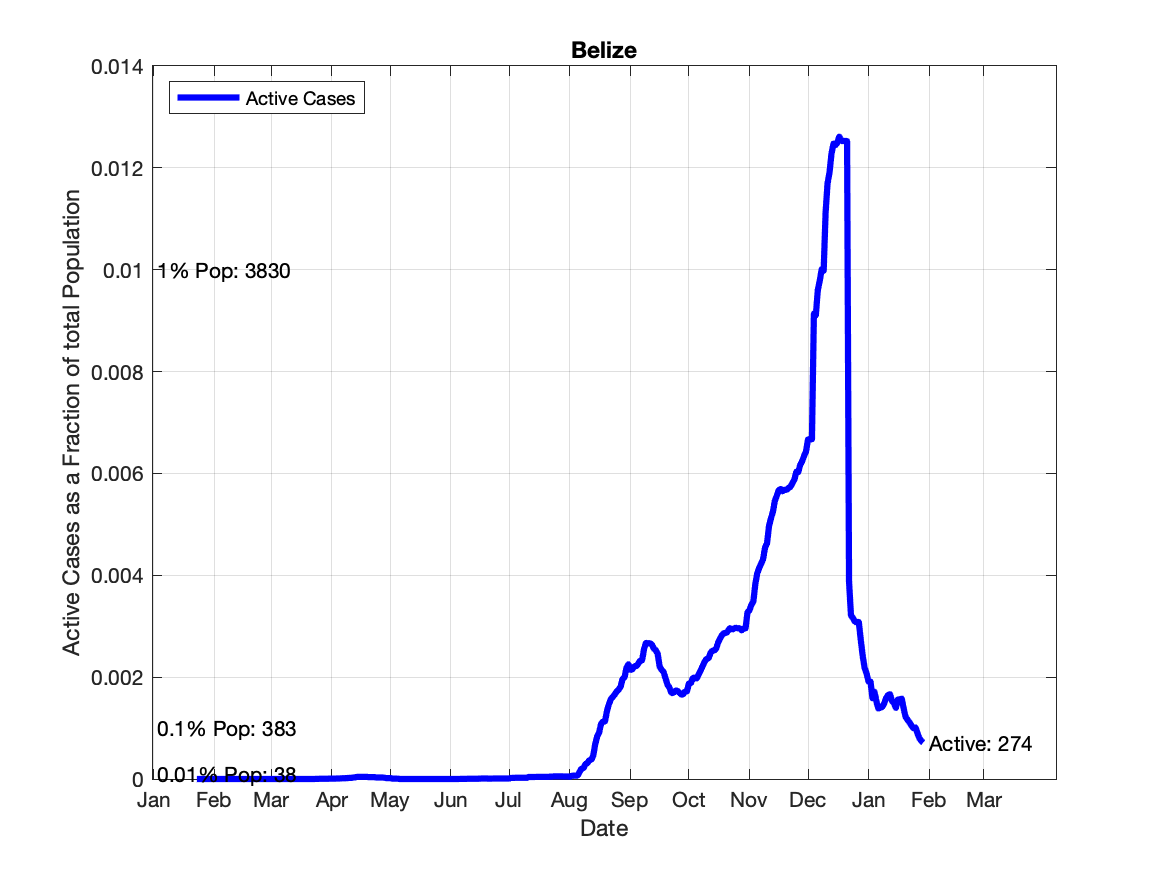 Belize
Active Cases
0.014
0.012
0.01
0.008
0.006
0.004
0.002
0
Active Cases as a Fraction of total Population
1% Pop: 3830
0.1% Pop: 383
0.01% Pop: 38
Active: 274
Jan Feb Mar Apr May Jun Jul Aug Sep Oct Nov Dec Jan Feb Mar
Date